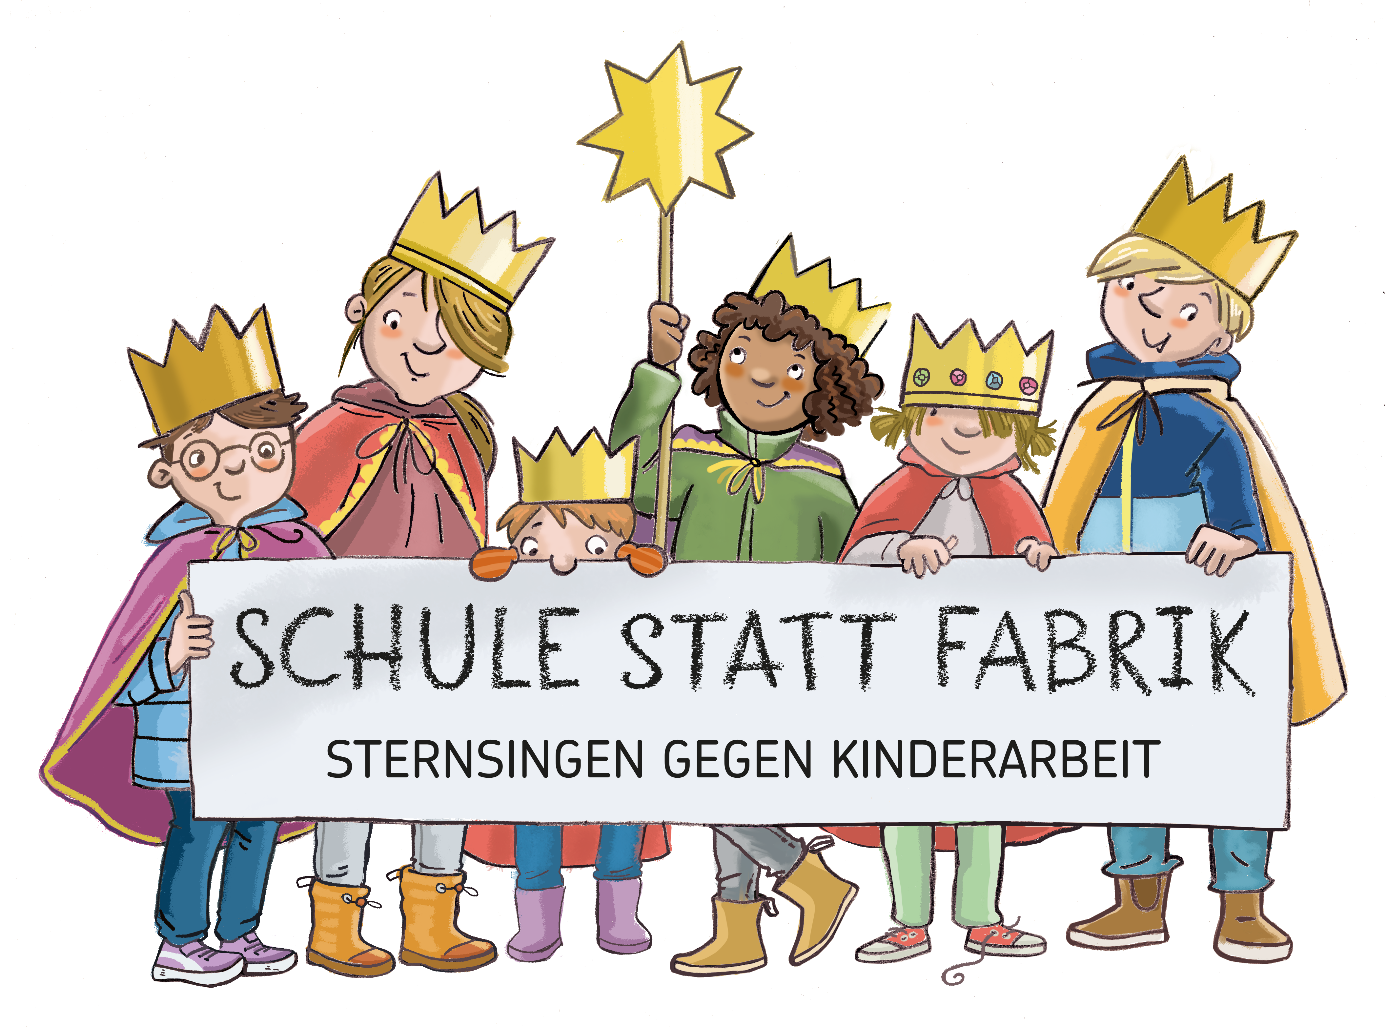 SCHULE STATT FABRIK
STERNSINGEN GEGEN KINDERARBEIT